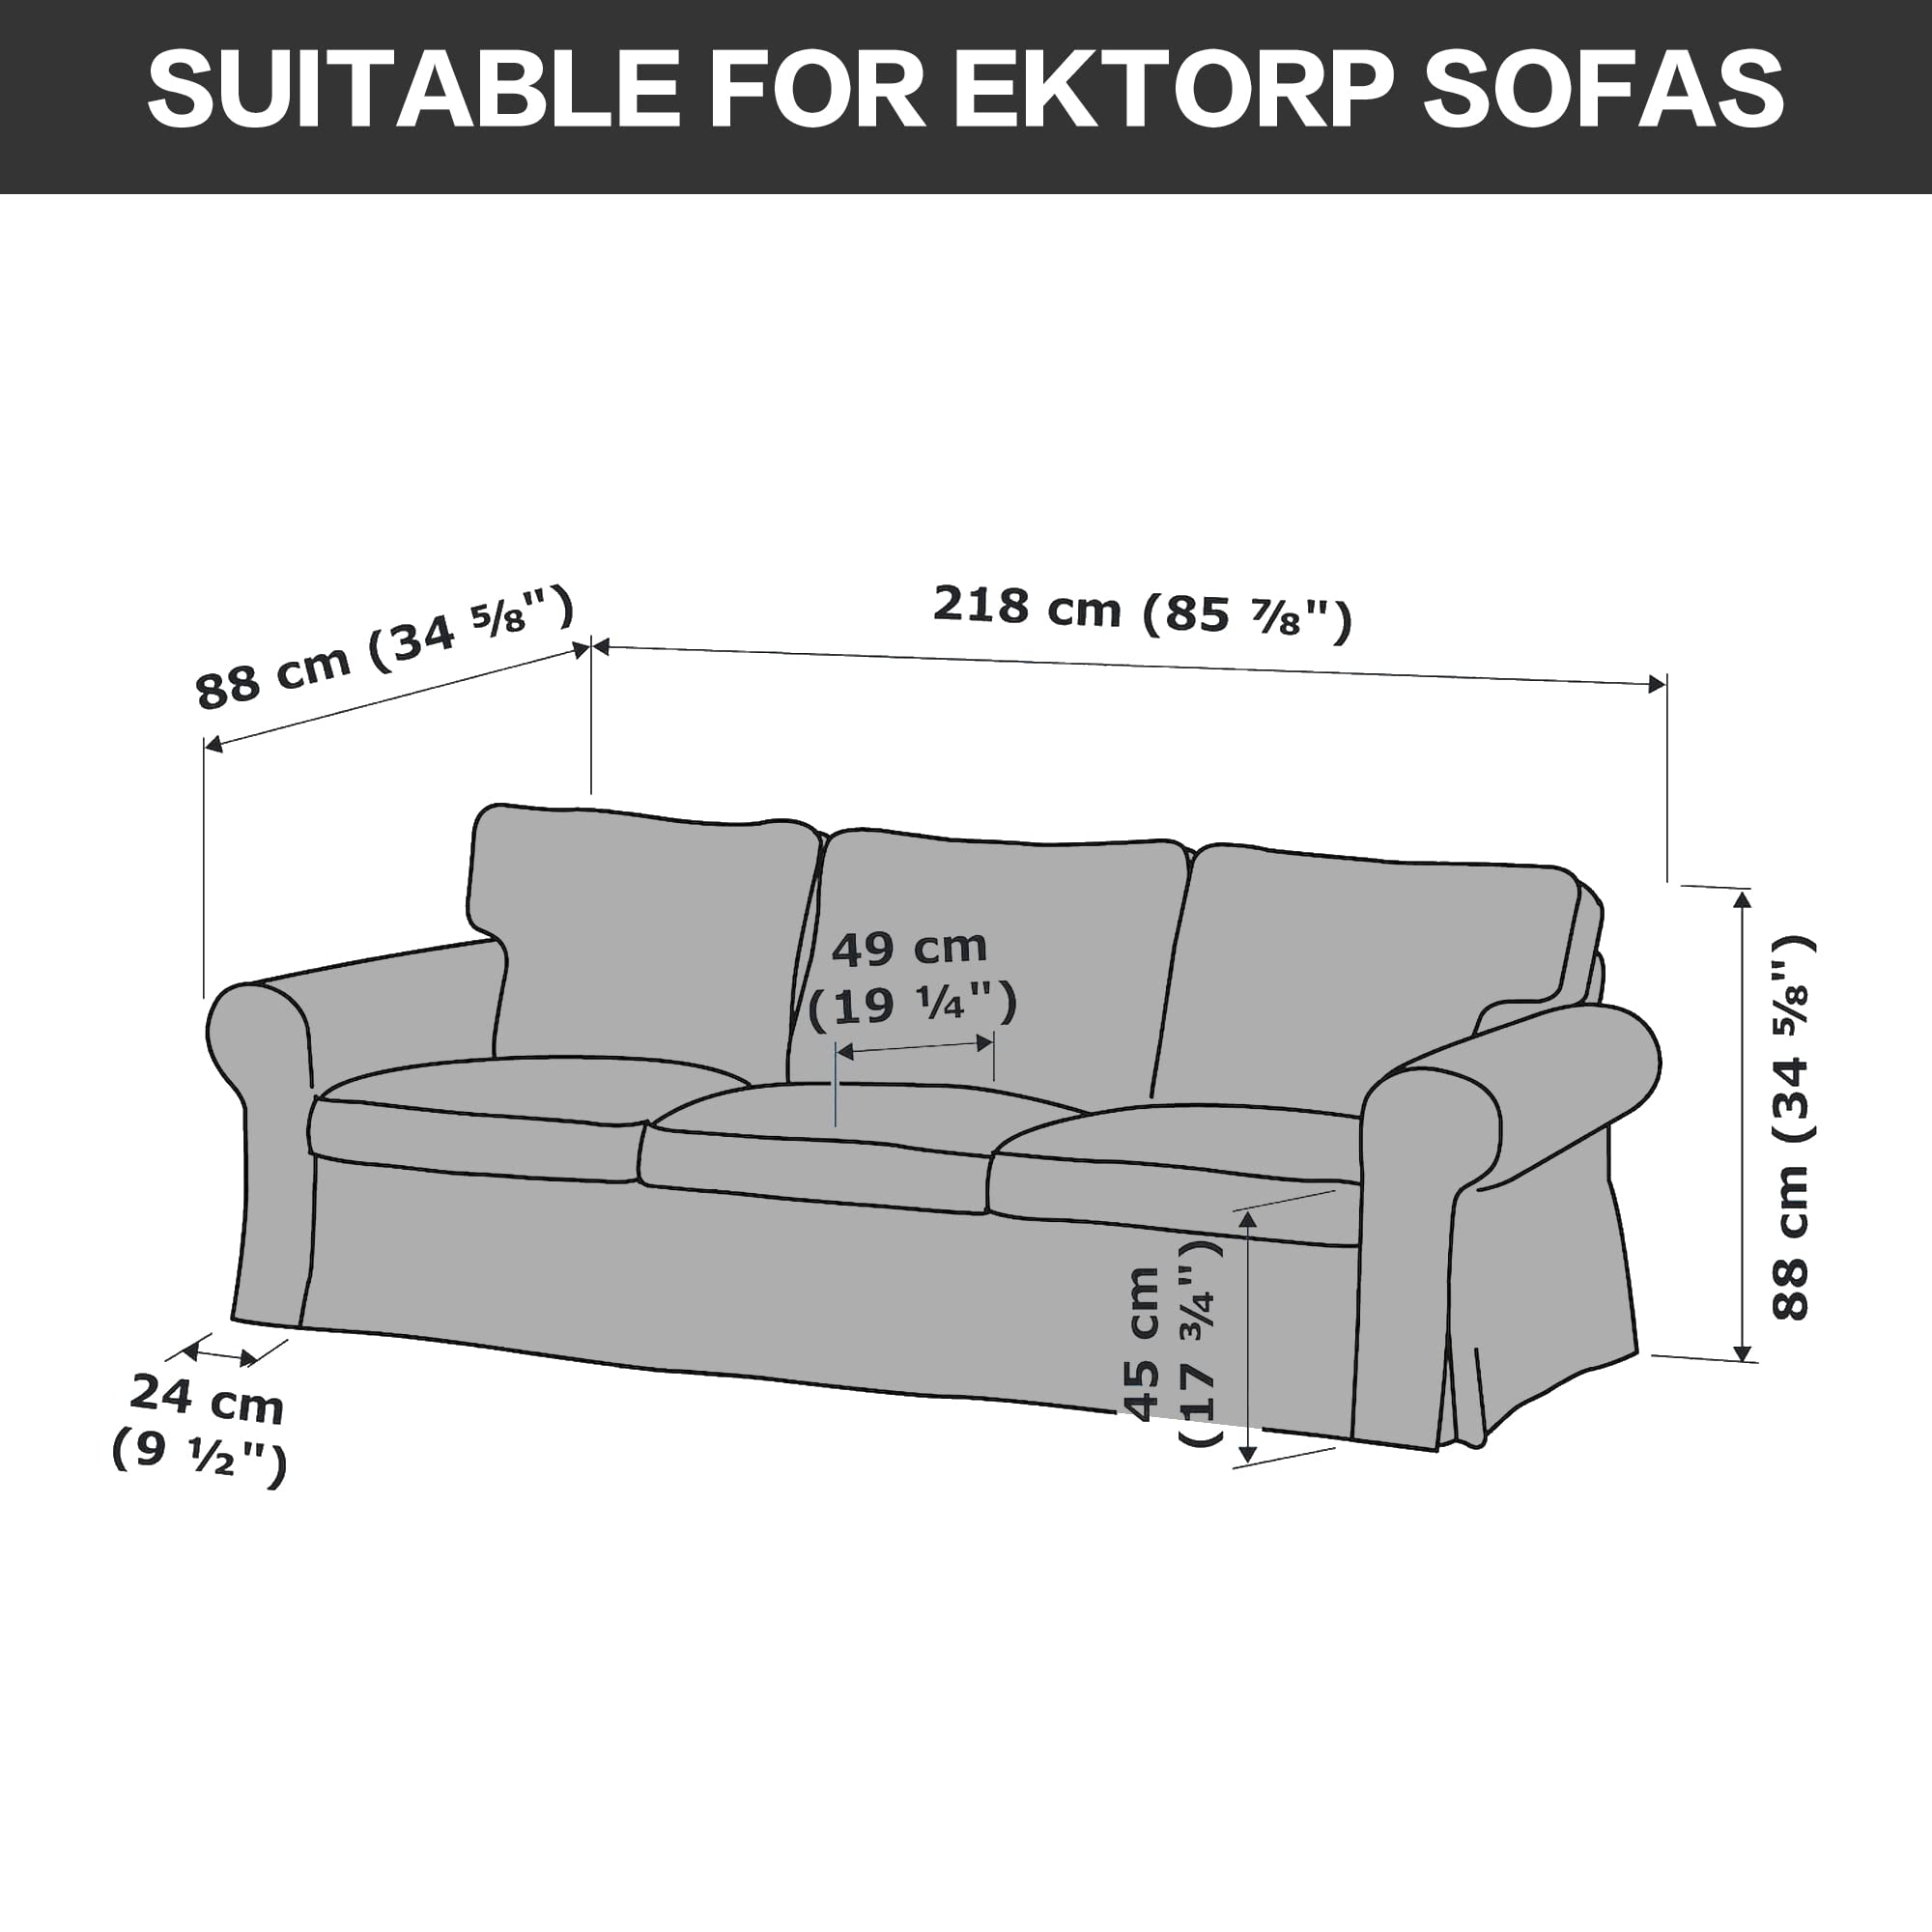 SUITABLE FOR EKTORP SOFAS
88 cm (34 ⅝")
218 cm (85 ⅞")
49 cm
(19 ¼")
88 cm (34 ⅝")
45 cm
(17 ¾")
24 cm
(9 ½")